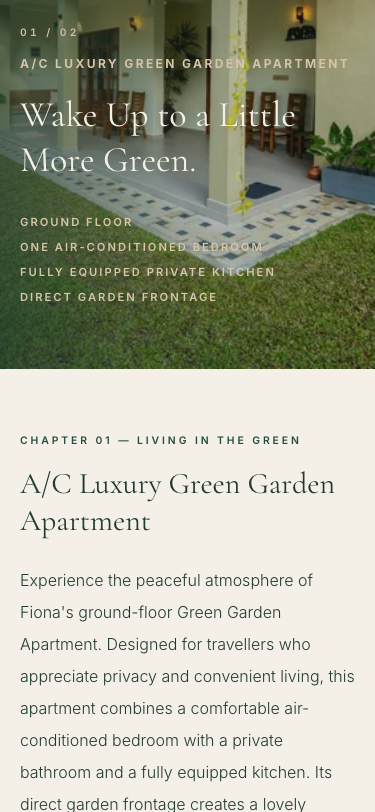 01 / 02
A/C LUXURY GREEN GARDEN APARTMENT
Wake Up to a Little
More Green.
GROUND FLOOR
ONE AIR-CONDITIONED BEDROOM
FULLY EQUIPPED PRIVATE KITCHEN
DIRECT GARDEN FRONTAGE
CHAPTER 01 — LIVING IN THE GREEN
A/C Luxury Green Garden
Apartment
Experience the peaceful atmosphere of
Fiona's ground-floor Green Garden
Apartment. Designed for travellers who
appreciate privacy and convenient living, this
apartment combines a comfortable air-
conditioned bedroom with a private
bathroom and a fully equipped kitchen. Its
direct garden frontage creates a lovely